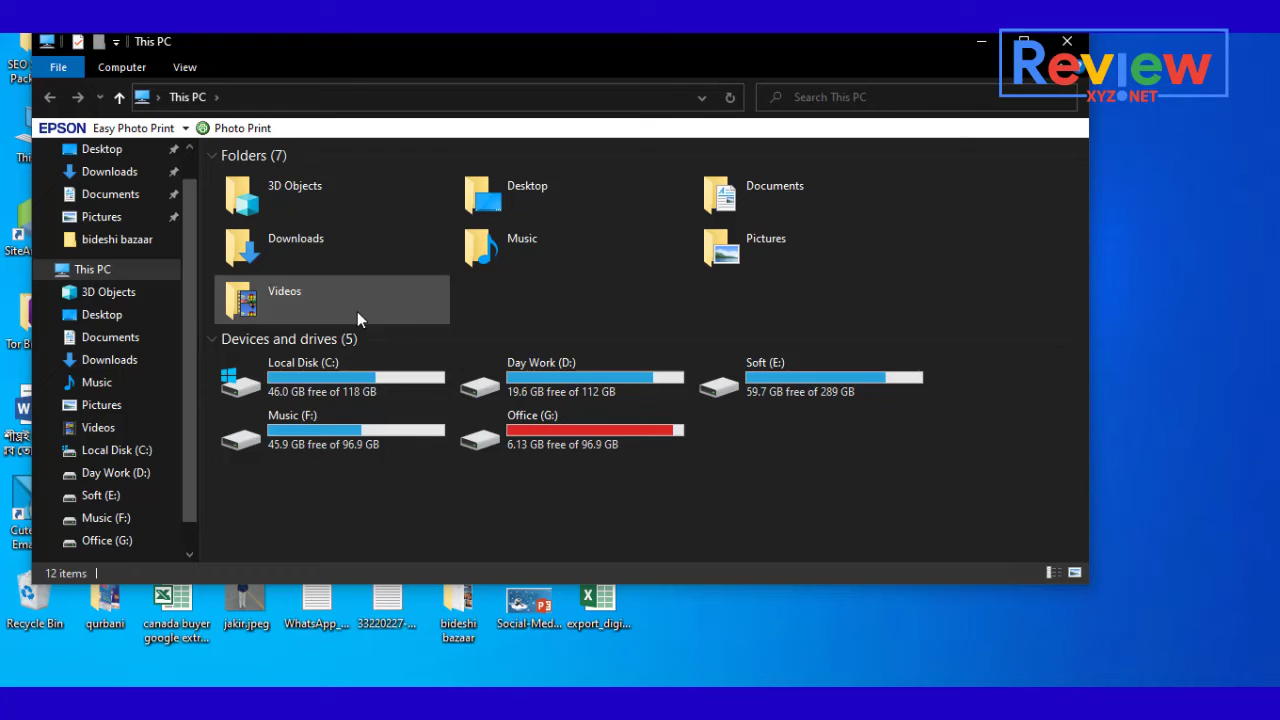 This PC
Review
XYZ.NET
File Computer View
This PC
Search This PC
EPSON Easy Photo Print Photo Print
Desktop
Downloads
Documents
Pictures
bideshi bazaar
This PC
3D Objects
Desktop
Documents
Downloads
Music
Pictures
Videos
Local Disk (C:)
Day Work (D:)
Soft (E:)
Music (F:)
Office (G:)
Folders (7)
3D Objects
Desktop
Documents
Downloads
Music
Pictures
Videos
Devices and drives (5)
Local Disk (C:)
46.0 GB free of 118 GB
Day Work (D:)
19.6 GB free of 112 GB
Soft (E:)
59.7 GB free of 289 GB
Music (F:)
45.9 GB free of 96.9 GB
Office (G:)
6.13 GB free of 96.9 GB
12 items
SEO
Pack
Recycle Bin
qurbani
canada buyer
google extr...
jakir.jpeg
WhatsApp_...
33220227-...
bideshi
bazaar
Social-Med...
export_digi...